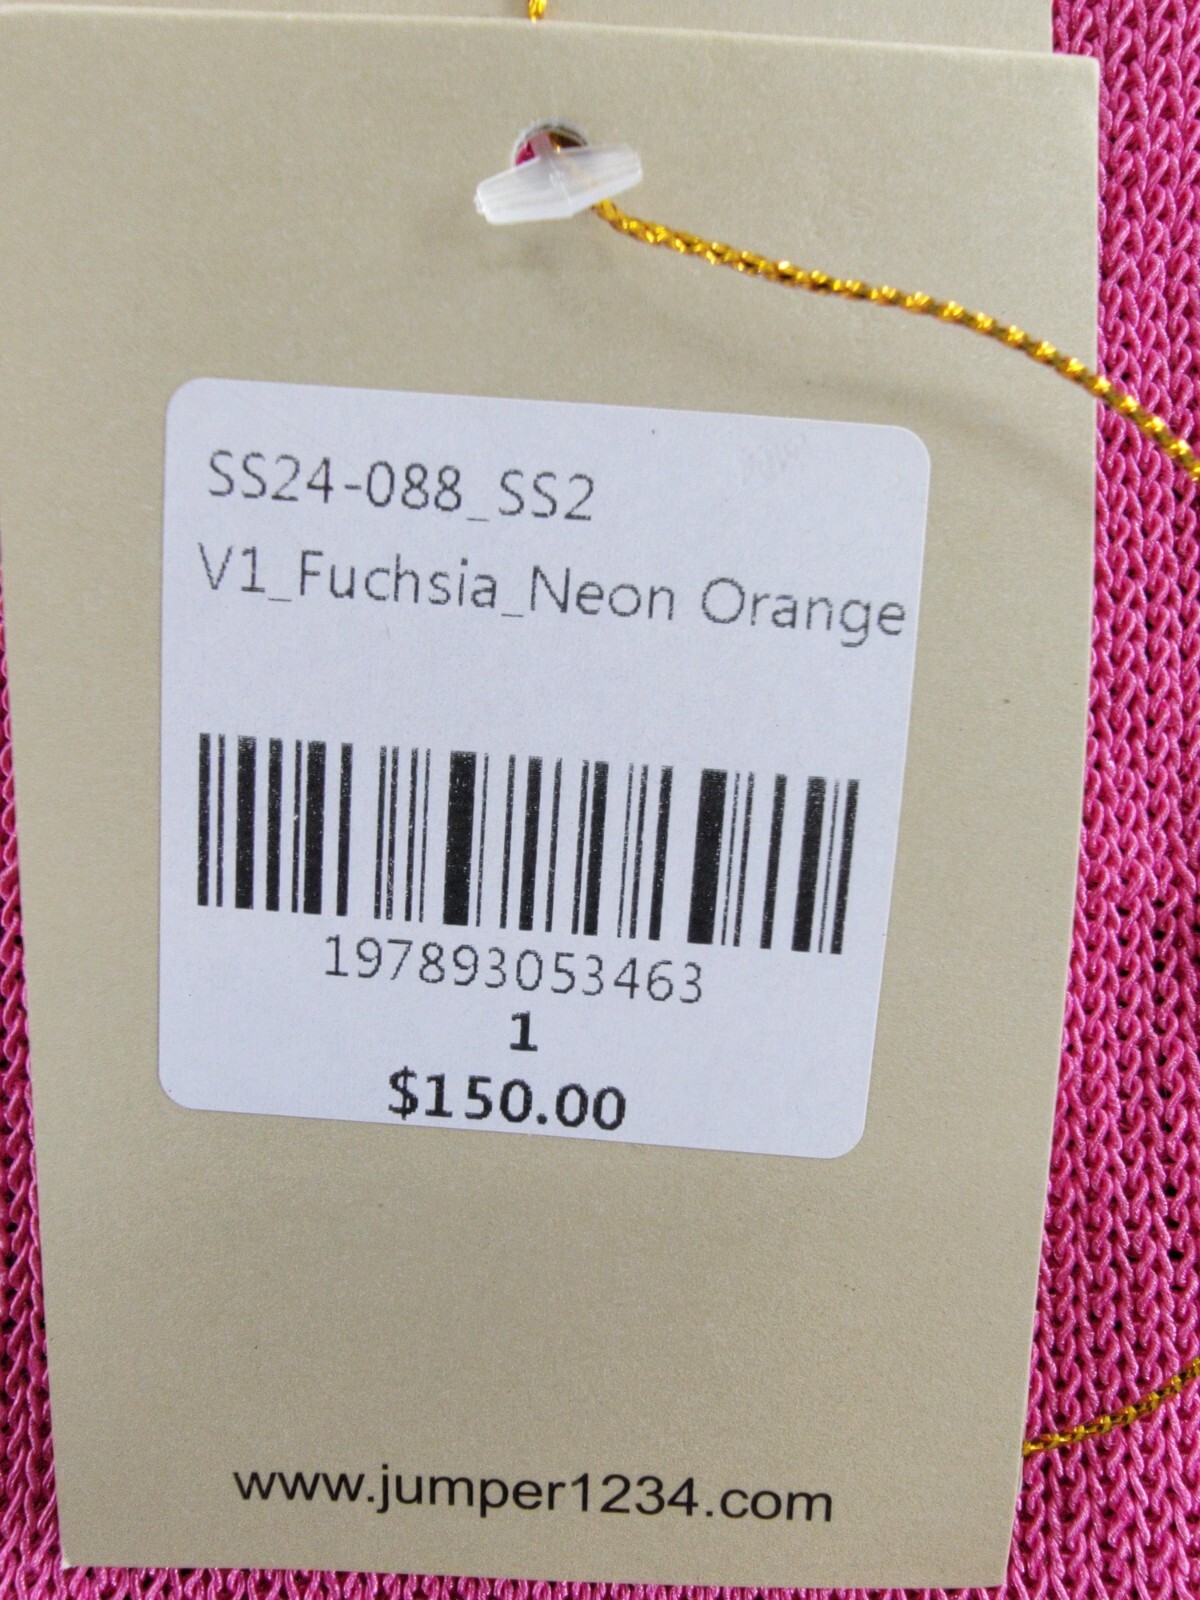 SS24-088_SS2
V1_Fuchsia_Neon Orange
197893053463
1
$150.00
www.jumper1234.com